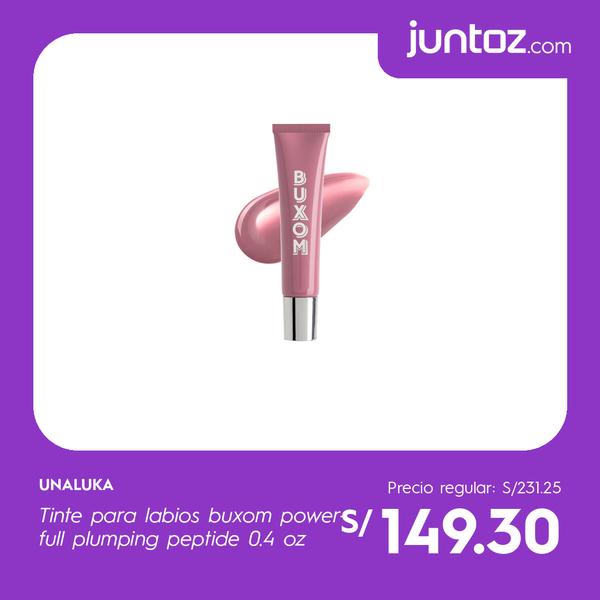 juntoz.com
BUXOM
UNALUKA
Precio regular: S/231.25
Tinte para labios buxom power-
full plumping peptide 0.4 oz
S/149.30